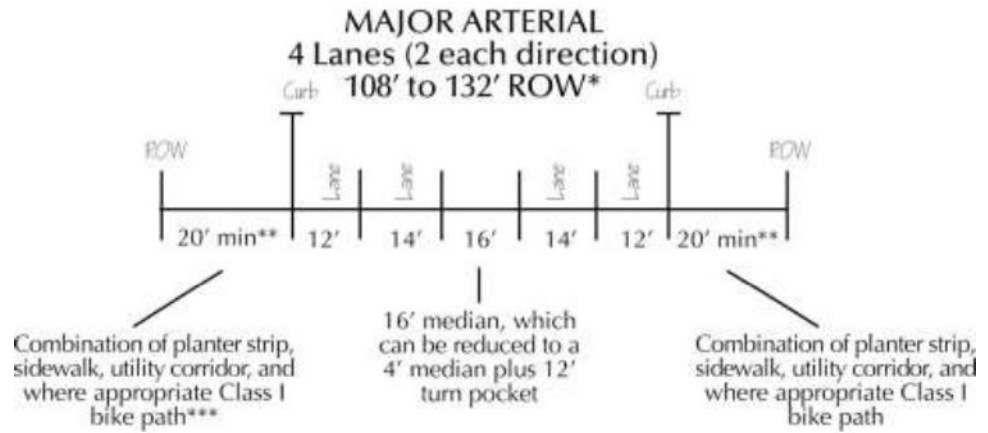 MAJOR ARTERIAL
4 Lanes (2 each direction)
108' to 132' ROW*
Curb
Curb
ROW
ROW
Lane
Lane
Lane
Lane
20' min**
12'
14'
16'
14'
12'
20' min**
Combination of planter strip,
sidewalk, utility corridor, and
where appropriate Class I
bike path***
16' median, which
can be reduced to a
4' median plus 12'
turn pocket
Combination of planter strip,
sidewalk, utility corridor, and
where appropriate Class I
bike path